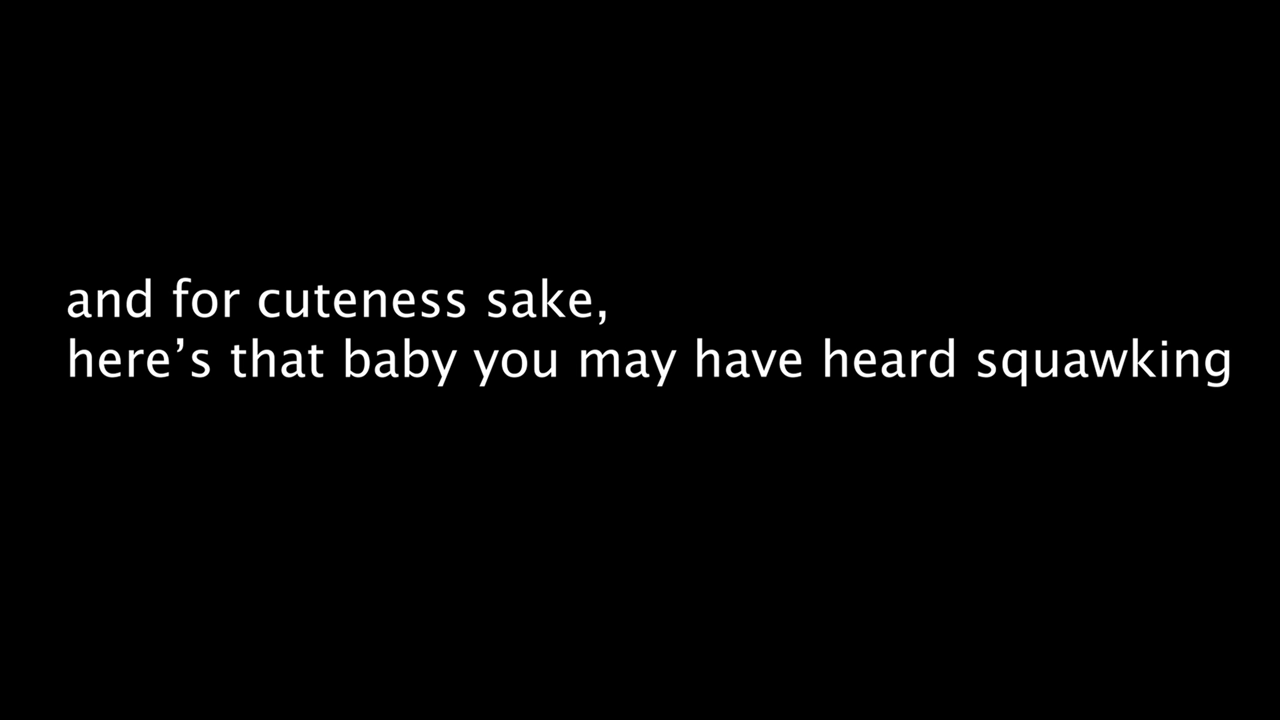 and for cuteness sake,
here’s that baby you may have heard squawking